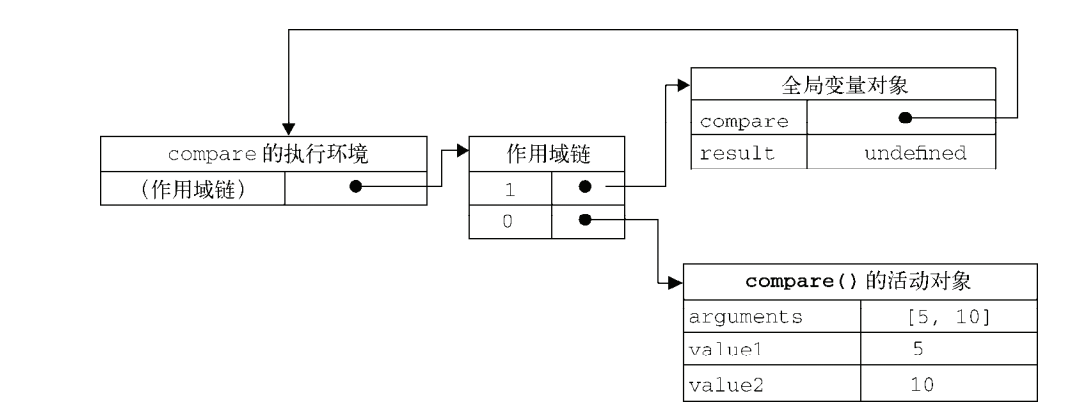 全局变量对象
compare
result undefined
compare 的执行环境
(作用域链)
作用域链
1
0
compare() 的活动对象
arguments [5, 10]
value1 5
value2 10